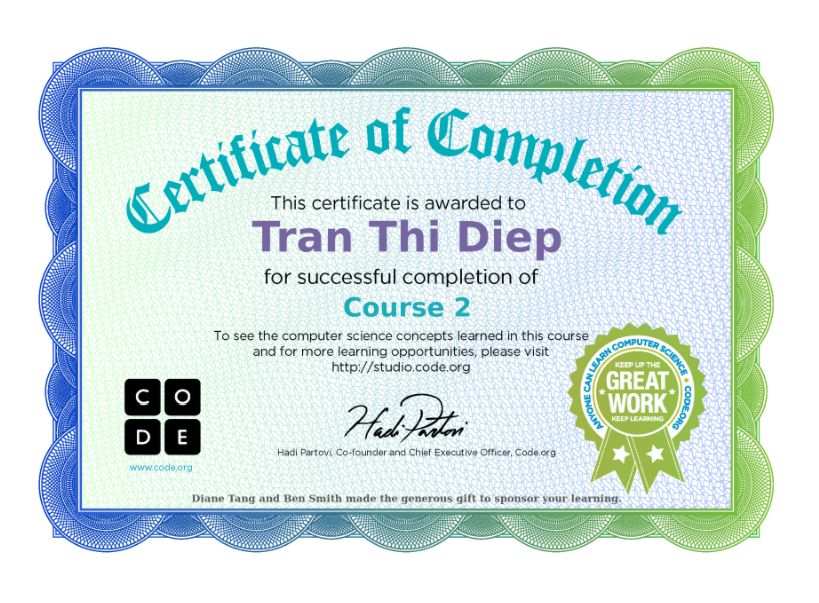 Certificate of Completion
This certificate is awarded to
Tran Thi Diep
for successful completion of
Course 2
To see the computer science concepts learned in this course
and for more learning opportunities, please visit
http://studio.code.org
C O
D E
www.code.org
Hadi Partovi
Hadi Partovi, Co-founder and Chief Executive Officer, Code.org
ANYONE CAN LEARN COMPUTER SCIENCE • CODE.ORG
KEEP UP THE
GREAT
WORK
KEEP LEARNING
Diane Tang and Ben Smith made the generous gift to sponsor your learning.